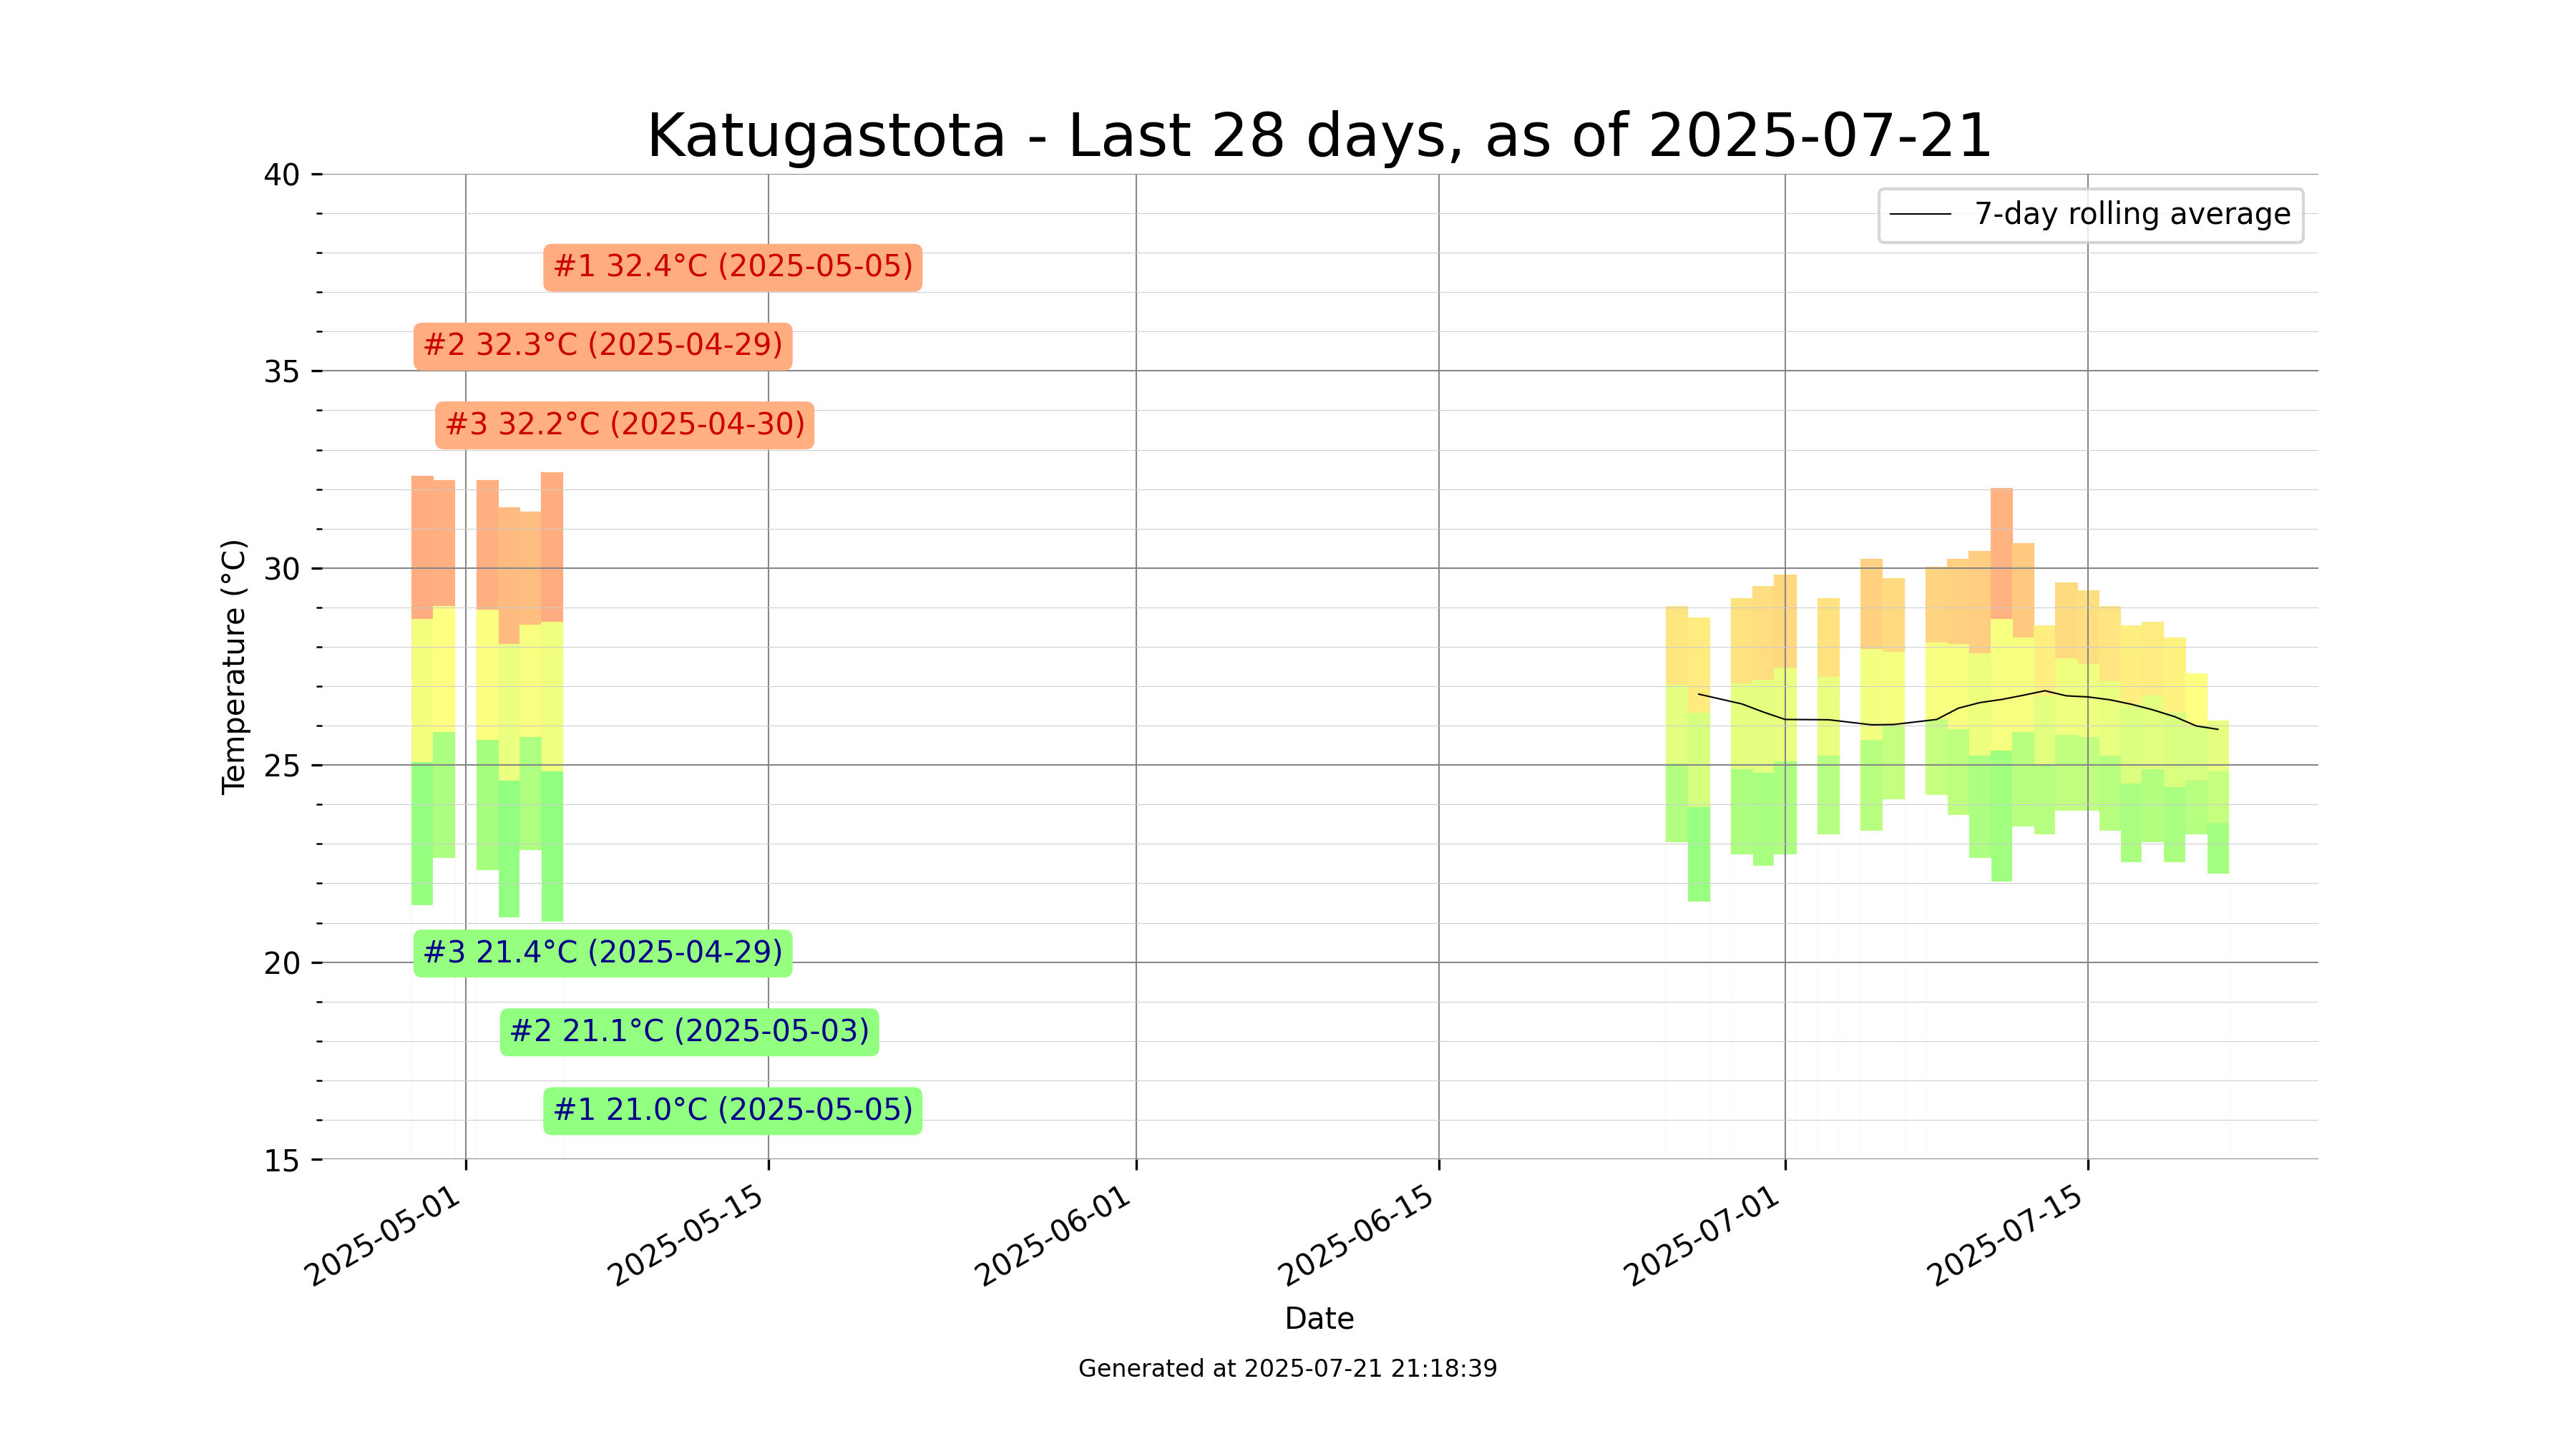 Katugastota - Last 28 days, as of 2025-07-21
7-day rolling average
40
35
30
25
20
15
Temperature (°C)
#1 32.4°C (2025-05-05)
#2 32.3°C (2025-04-29)
#3 32.2°C (2025-04-30)
#3 21.4°C (2025-04-29)
#2 21.1°C (2025-05-03)
#1 21.0°C (2025-05-05)
2025-05-01
2025-05-15
2025-06-01
2025-06-15
2025-07-01
2025-07-15
Date
Generated at 2025-07-21 21:18:39